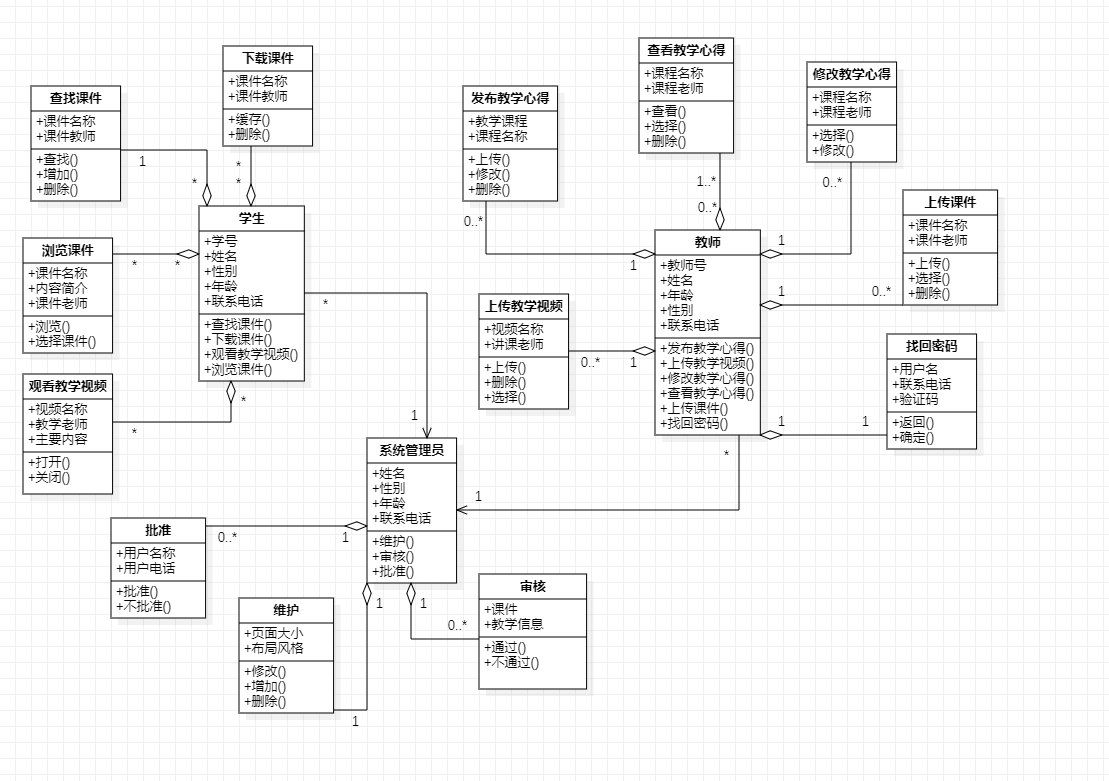 下载课件
+课件名称
+课件教师
+缓存()
+删除()
*
*
查找课件
+课件名称
+课件教师
+查找()
+增加()
+删除()
1
*
学生
+学号
+姓名
+性别
+年龄
+联系电话
+查找课件()
+下载课件()
+观看教学视频()
+浏览课件()
浏览课件
+课件名称
+内容简介
+课件老师
+浏览()
+选择课件()
*
*
观看教学视频
+视频名称
+教学老师
+主要内容
+打开()
+关闭()
*
*
*
1
发布教学心得
+教学课程
+课程名称
+上传()
+修改()
+删除()
0..*
1
查看教学心得
+课程名称
+课程老师
+查看()
+选择()
+删除()
1..*
0..*
修改教学心得
+课程名称
+课程老师
+选择()
+修改()
0..*
1
上传课件
+课件名称
+课件老师
+上传()
+选择()
+删除()
1
0..*
教师
+教师号
+姓名
+年龄
+性别
+联系电话
+发布教学心得()
+上传教学视频()
+修改教学心得()
+查看教学心得()
+上传课件()
+找回密码()
上传教学视频
+视频名称
+讲课老师
+上传()
+删除()
+选择()
0..*
1
找回密码
+用户名
+联系电话
+验证码
+返回()
+确定()
1
1
*
1
系统管理员
+姓名
+性别
+年龄
+联系电话
+维护()
+审核()
+批准()
批准
+用户名称
+用户电话
+批准()
+不批准()
0..*
1
维护
+页面大小
+布局风格
+修改()
+增加()
+删除()
1
1
审核
+课件
+教学信息
+通过()
+不通过()
1
0..*